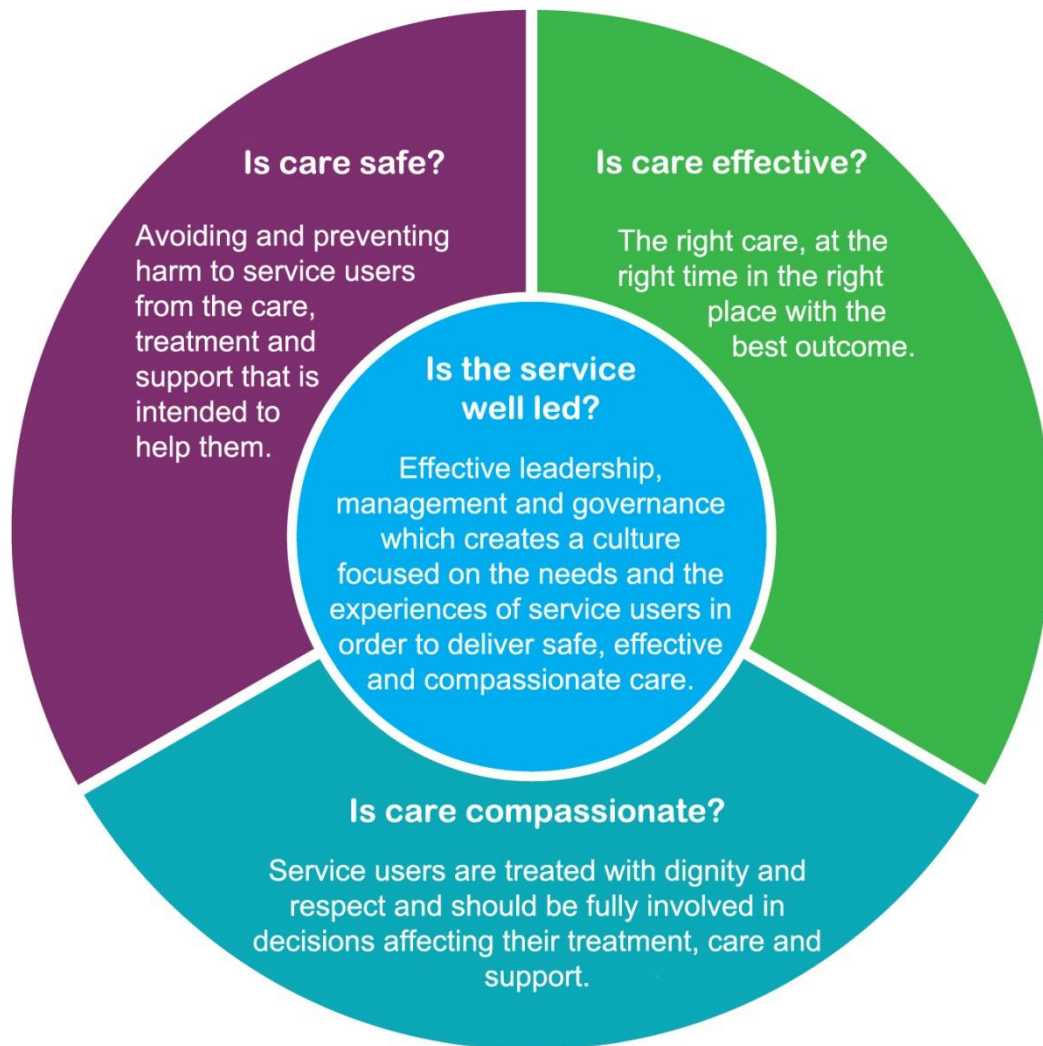 Is care safe?
Avoiding and preventing
harm to service users
from the care,
treatment and
support that is
intended to
help them.
Is care effective?
The right care, at the
right time in the right
place with the
best outcome.
Is the service
well led?
Effective leadership,
management and governance
which creates a culture
focused on the needs and the
experiences of service users in
order to deliver safe, effective
and compassionate care.
Is care compassionate?
Service users are treated with dignity and
respect and should be fully involved in
decisions affecting their treatment, care and
support.